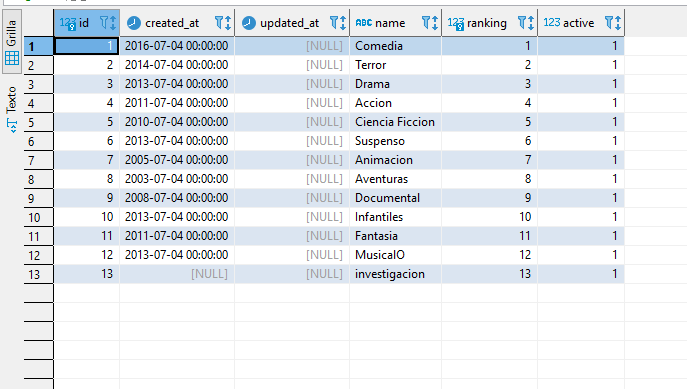 Grilla
Texto
123 id created_at updated_at ABC name 123 ranking 123 active
1 1 2016-07-04 00:00:00 [NULL] Comedia 1 1
2 2 2014-07-04 00:00:00 [NULL] Terror 2 1
3 3 2013-07-04 00:00:00 [NULL] Drama 3 1
4 4 2011-07-04 00:00:00 [NULL] Accion 4 1
5 5 2010-07-04 00:00:00 [NULL] Ciencia Ficcion 5 1
6 6 2013-07-04 00:00:00 [NULL] Suspenso 6 1
7 7 2005-07-04 00:00:00 [NULL] Animacion 7 1
8 8 2003-07-04 00:00:00 [NULL] Aventuras 8 1
9 9 2008-07-04 00:00:00 [NULL] Documental 9 1
10 10 2013-07-04 00:00:00 [NULL] Infantiles 10 1
11 11 2011-07-04 00:00:00 [NULL] Fantasia 11 1
12 12 2013-07-04 00:00:00 [NULL] MusicalO 12 1
13 13 [NULL] [NULL] investigacion 13 1